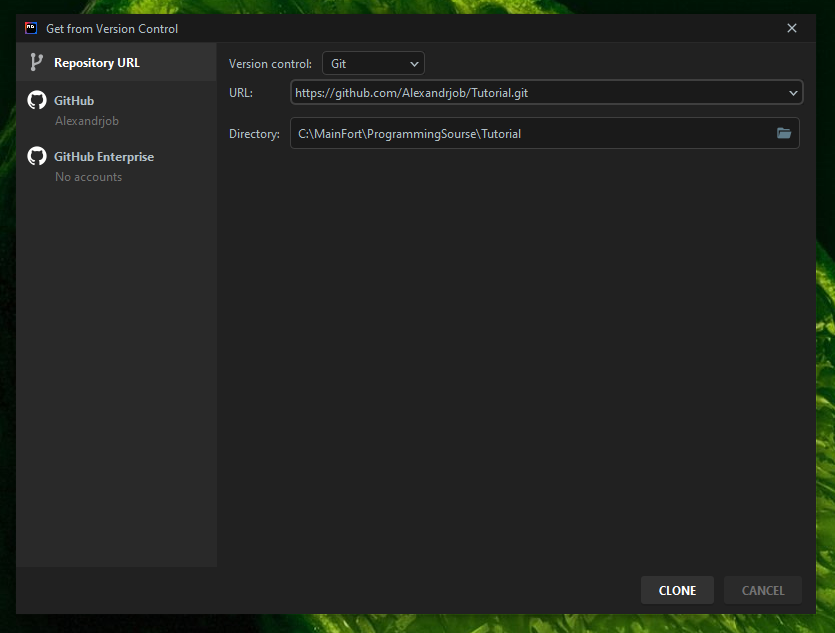 Get from Version Control
Repository URL
GitHub
Alexandrjob
GitHub Enterprise
No accounts
Version control: Git
URL: https://github.com/Alexandrjob/Tutorial.git
Directory: C:\MainFort\ProgrammingSourse\Tutorial
CLONE CANCEL